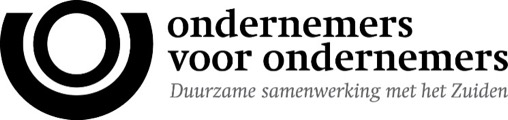 ondernemers
voor ondernemers
Duurzame samenwerking met het Zuiden